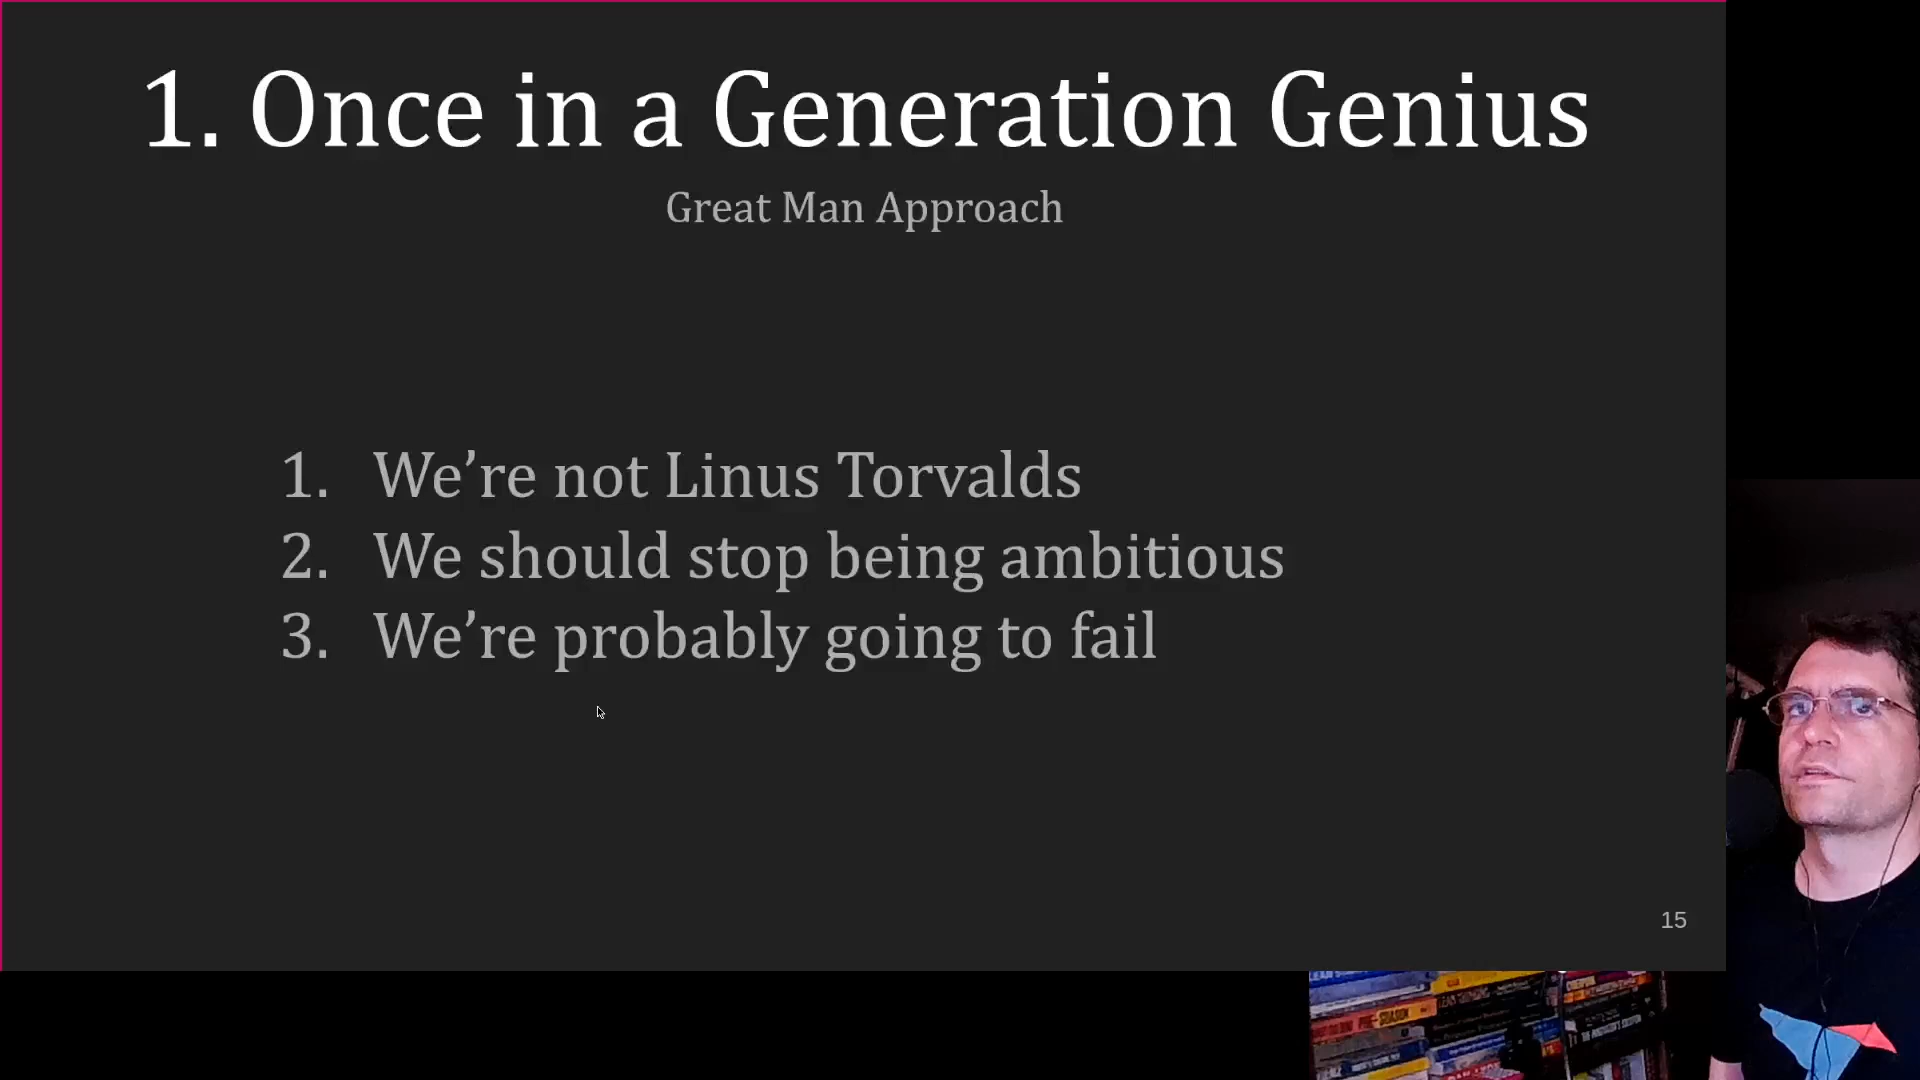 1. Once in a Generation Genius
Great Man Approach
1. We’re not Linus Torvalds
2. We should stop being ambitious
3. We’re probably going to fail
15